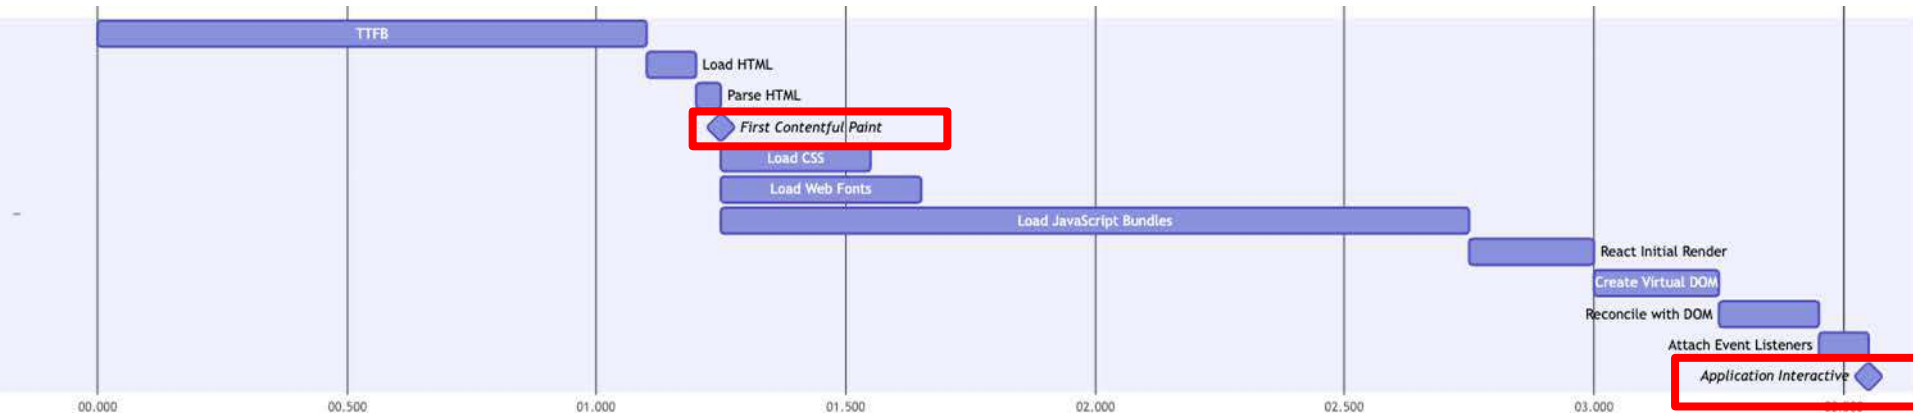 TTFB
Load HTML
Parse HTML
First Contentful Paint
Load CSS
Load Web Fonts
Load JavaScript Bundles
React Initial Render
Create Virtual DOM
Reconcile with DOM
Attach Event Listeners
Application Interactive
00.000 00.500 01.000 01.500 02.000 02.500 03.000